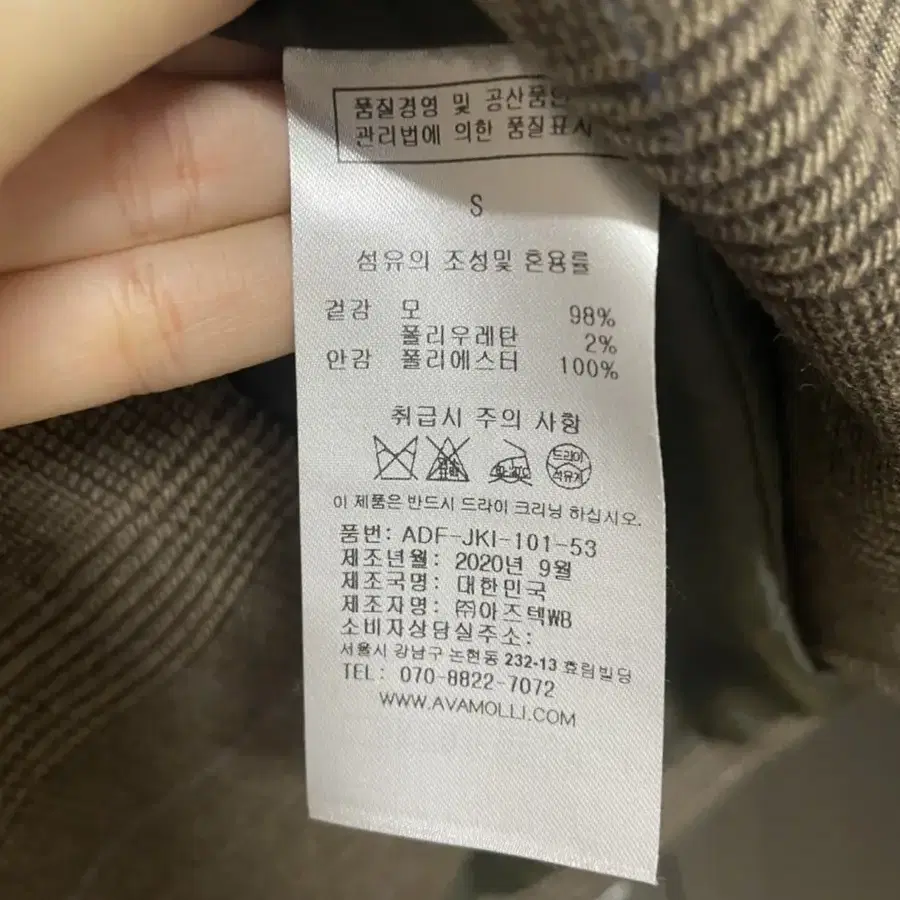 품질경영 및 공산품안
관리법에 의한 품질표시
S
섬유의 조성및 혼용률
겉감 모 98%
폴리우레탄 2%
안감 폴리에스터 100%
취급시 주의 사항
드라이
석유계
이 제품은 반드시 드라이 크리닝 하십시오.
품번: ADF-JKI-101-53
제조년월: 2020년 9월
제조국명: 대한민국
제조자명: ㈜아즈텍WB
소비자상담실주소:
서울시 강남구 논현동 232-13 효림빌딩
TEL: 070-8822-7072
WWW.AVAMOLLI.COM